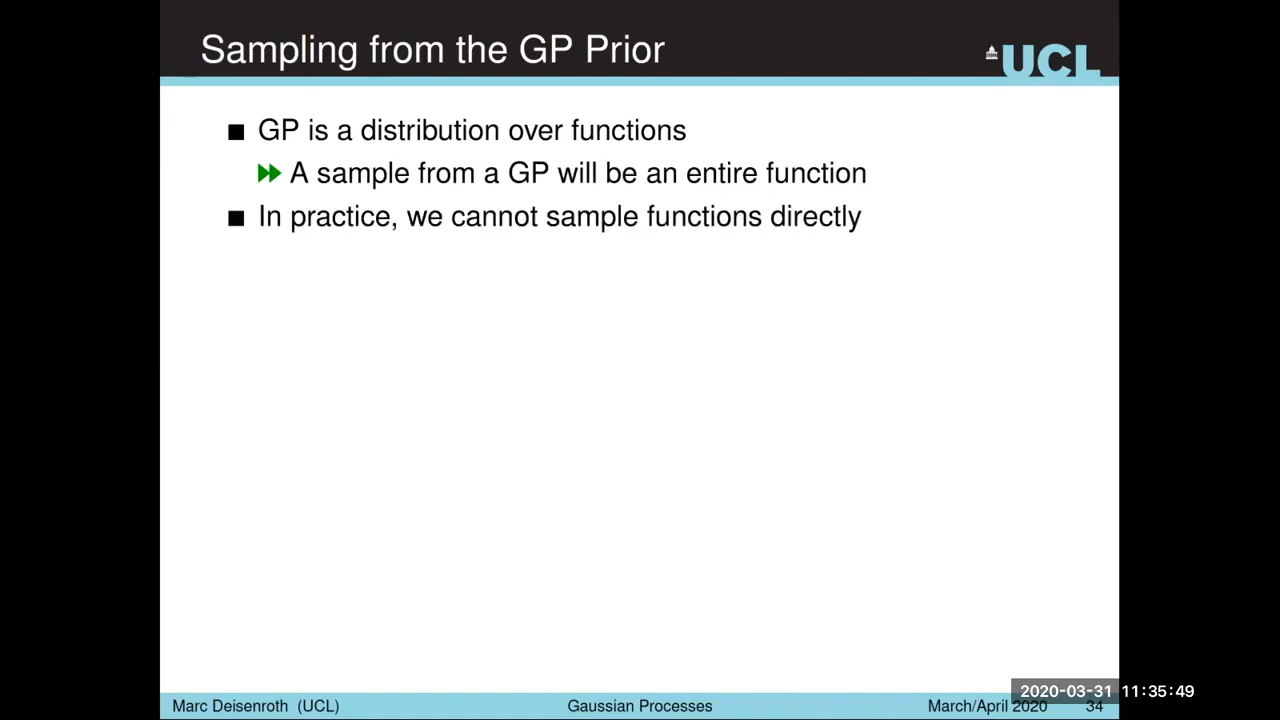 Sampling from the GP Prior
UCL
GP is a distribution over functions
A sample from a GP will be an entire function
In practice, we cannot sample functions directly
Marc Deisenroth (UCL)
Gaussian Processes
March/April 2020
34
2020-03-31 11:35:49